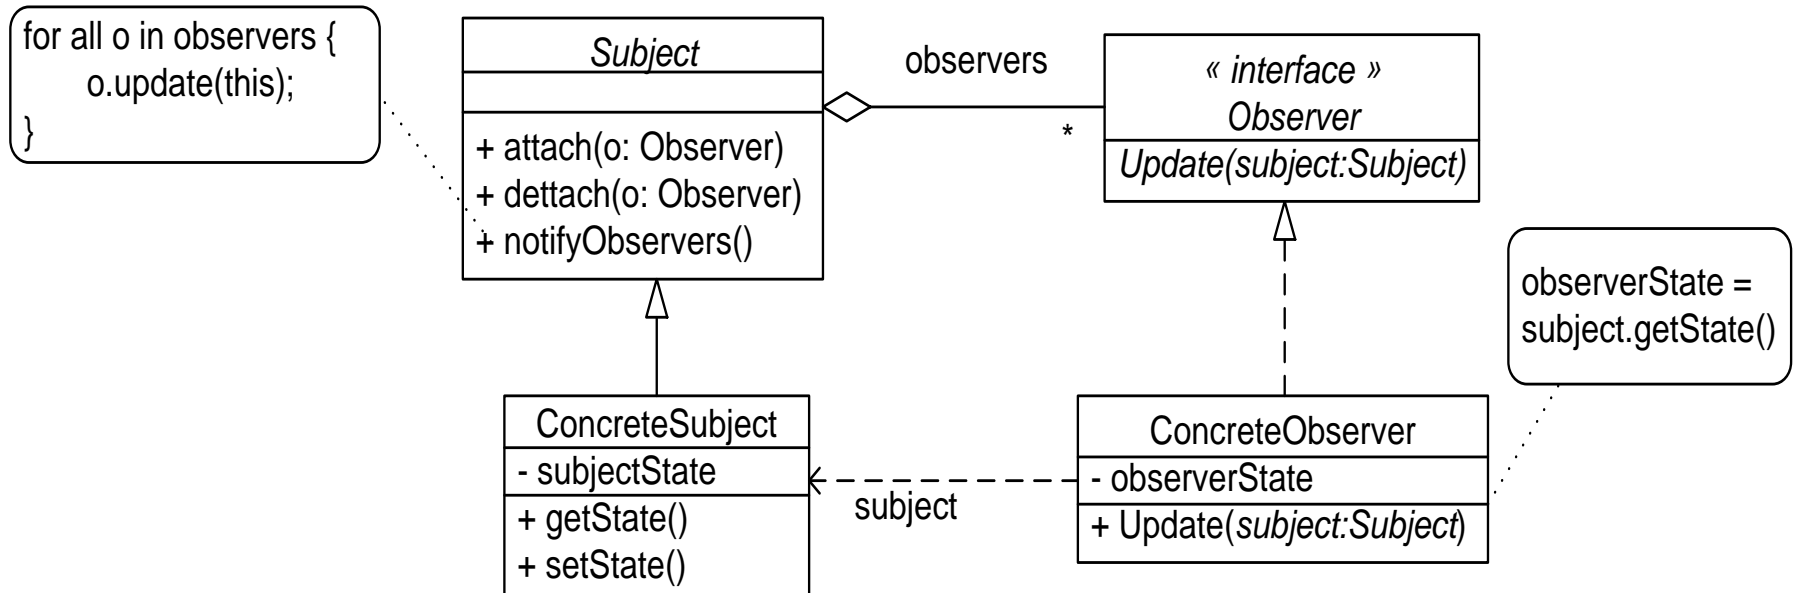 for all o in observers {
o.update(this);
}
Subject
+ attach(o: Observer)
+ dettach(o: Observer)
+ notifyObservers()
observers
*
« interface »
Observer
Update(subject:Subject)
observerState =
subject.getState()
ConcreteSubject
- subjectState
+ getState()
+ setState()
subject
ConcreteObserver
- observerState
+ Update(subject:Subject)